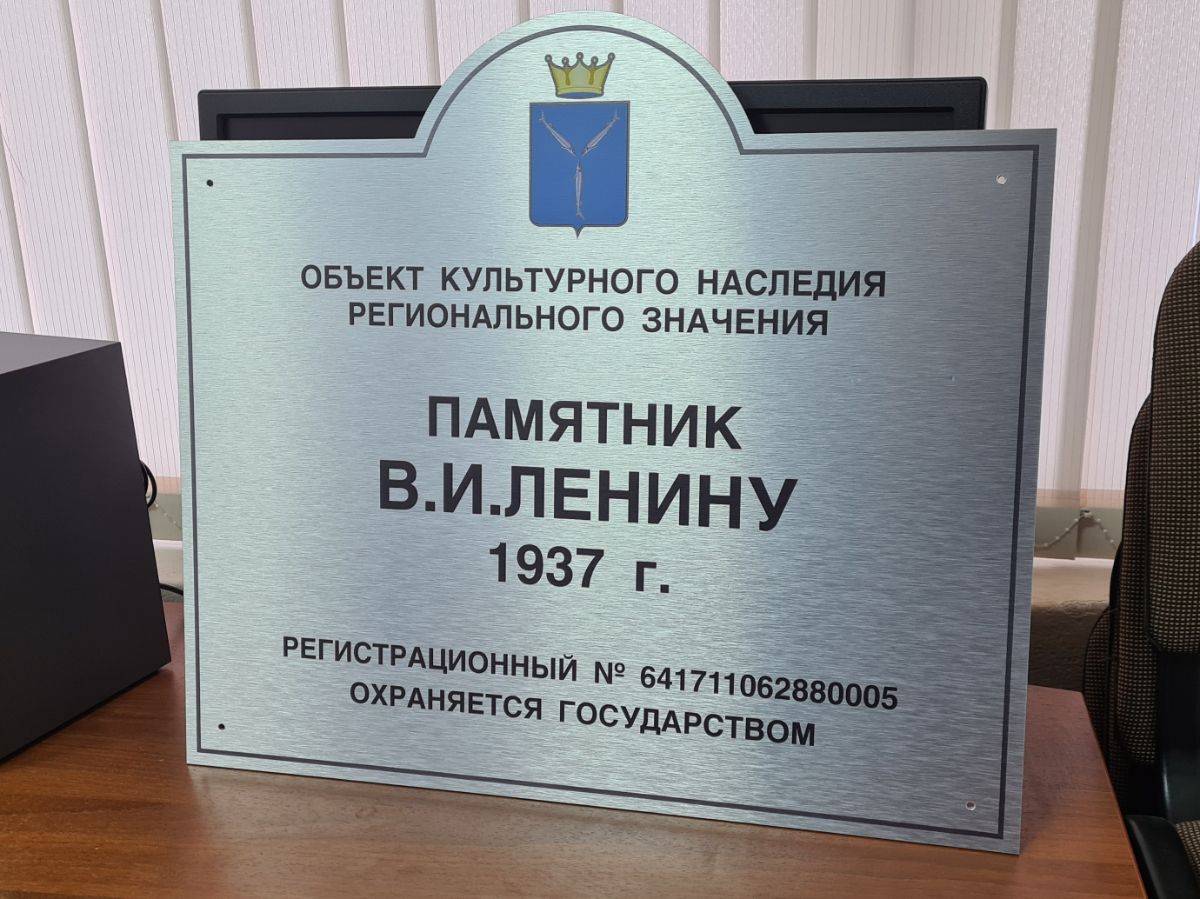 ОБЪЕКТ КУЛЬТУРНОГО НАСЛЕДИЯ
РЕГИОНАЛЬНОГО ЗНАЧЕНИЯ
ПАМЯТНИК
В.И.ЛЕНИНУ
1937 г.
РЕГИСТРАЦИОННЫЙ № 641711062880005
ОХРАНЯЕТСЯ ГОСУДАРСТВОМ